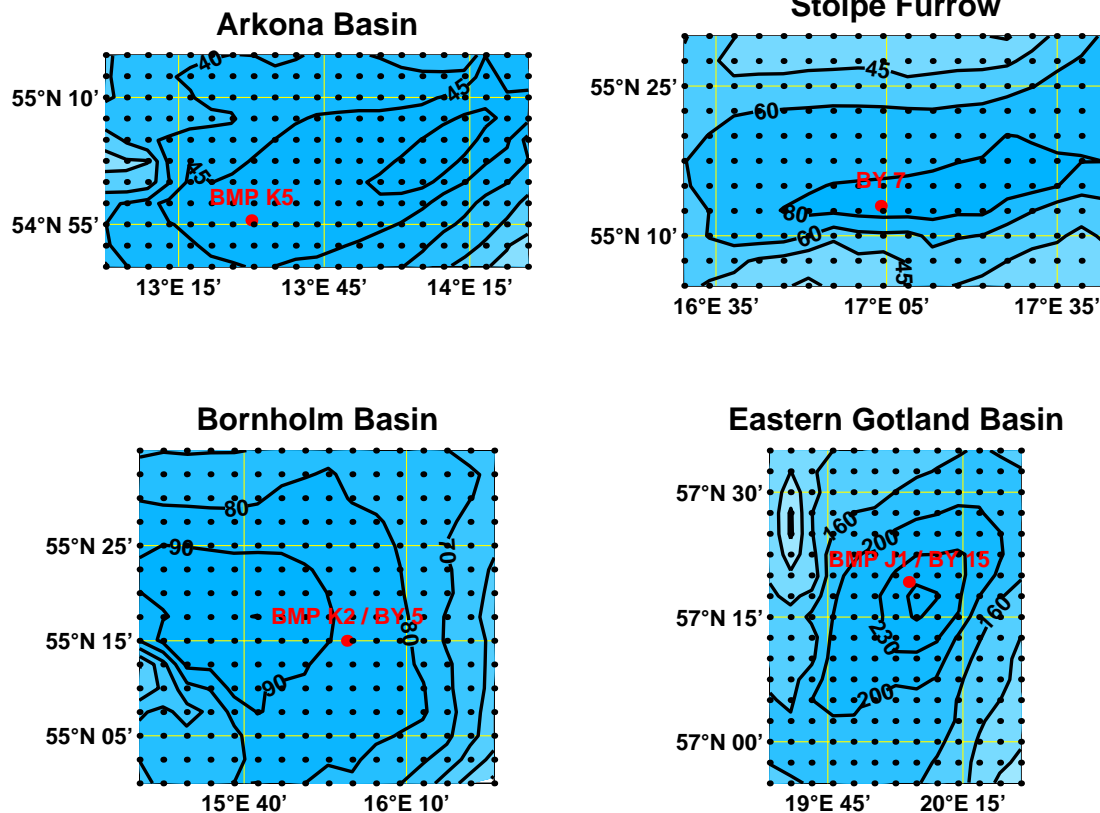 Arkona Basin
40
45
45
BMP K5
55°N 10’
54°N 55’
13°E 15’
13°E 45’
14°E 15’
Stolpe Furrow
45
60
BY 7
80
60
45
55°N 25’
55°N 10’
16°E 35’
17°E 05’
17°E 35’
Bornholm Basin
80
90
70
BMP K2 / BY 5
80
90
55°N 25’
55°N 15’
55°N 05’
15°E 40’
16°E 10’
Eastern Gotland Basin
160
200
BMP J1 / BY 15
160
230
200
57°N 30’
57°N 15’
57°N 00’
19°E 45’
20°E 15’